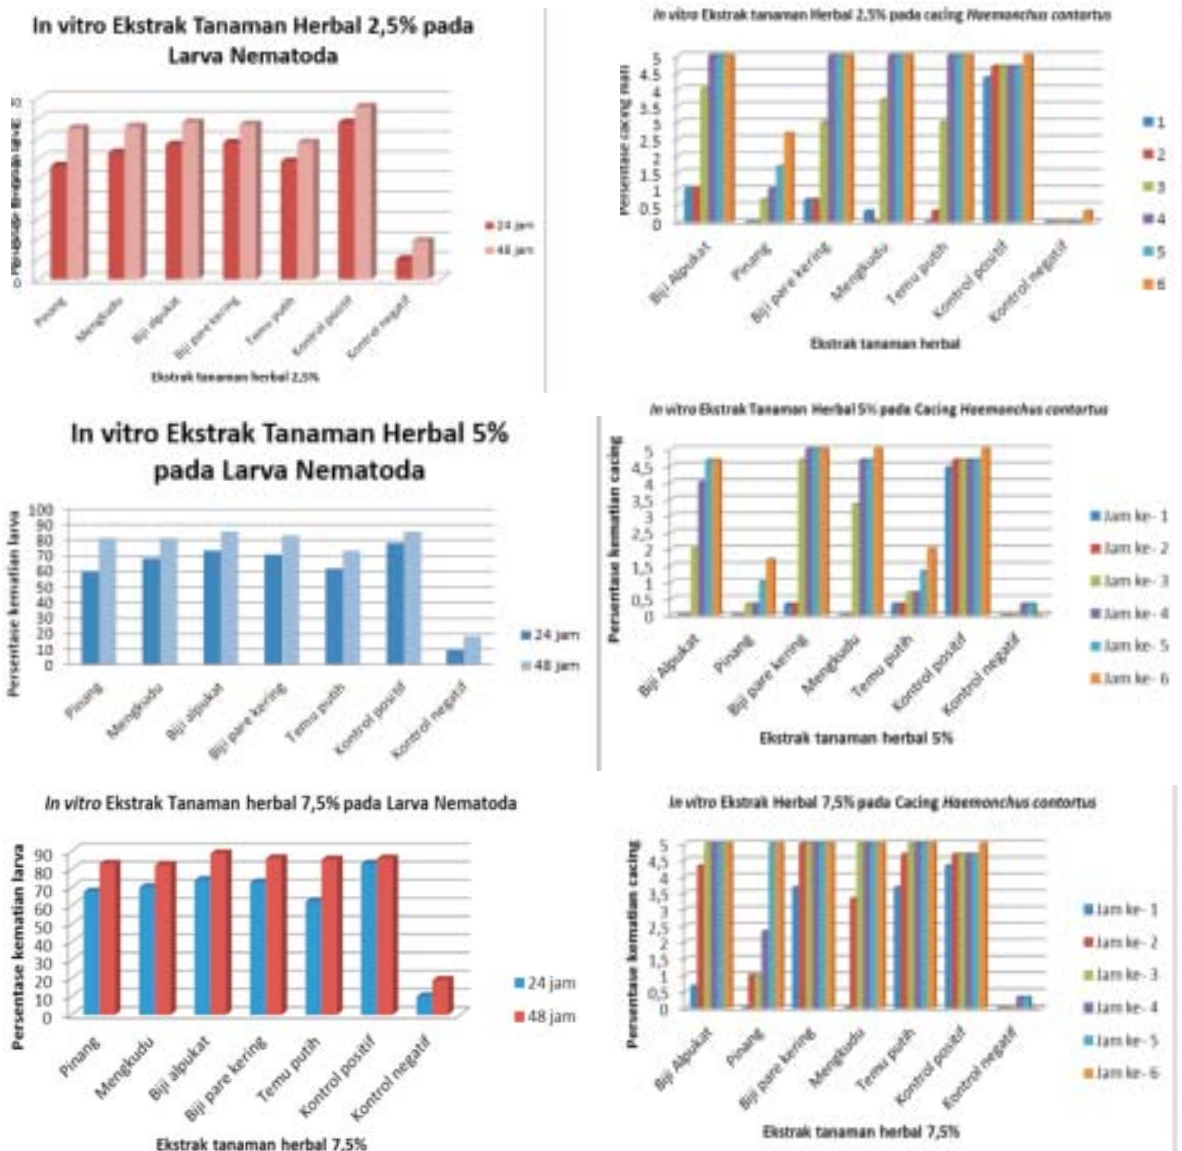 In vitro Ekstrak Tanaman Herbal 2,5% pada
Larva Nematoda
0
Pinang
Mengkudu
Biji alpukat
Biji pare kering
Temu putih
Kontrol positif
Kontrol negatif
24 jam
48 jam
Ekstrak tanaman herbal 2,5%
In vitro Ekstrak tanaman Herbal 2,5% pada cacing Haemonchus contortus
Persentase cacing mati
5
4.5
4
3.5
3
2.5
2
1.5
1
0.5
0
Biji Alpukat
Pinang
Biji pare kering
Mengkudu
Temu putih
Kontrol positif
Kontrol negatif
1
2
3
4
5
6
Ekstrak tanaman herbal
In vitro Ekstrak Tanaman Herbal 5%
pada Larva Nematoda
Persentase kematian larva
100
90
80
70
60
50
40
30
20
10
0
Pinang
Mengkudu
Biji alpukat
Biji pare kering
Temu putih
Kontrol positif
Kontrol negatif
24 jam
48 jam
In vitro Ekstrak Tanaman Herbal 5% pada Cacing Haemonchus contortus
Persentase kematian cacing
5
4,5
4
3,5
3
2,5
2
1,5
1
0,5
0
Biji Alpukat
Pinang
Biji pare kering
Mengkudu
Temu putih
Kontrol positif
Kontrol negatif
Jam ke- 1
Jam ke- 2
Jam ke- 3
Jam ke- 4
Jam ke- 5
Jam ke- 6
Ekstrak tanaman herbal 5%
In vitro Ekstrak Tanaman herbal 7,5% pada Larva Nematoda
Persentase kematian larva
90
80
70
60
50
40
30
20
10
0
Pinang
Mengkudu
Biji alpukat
Biji pare kering
Temu putih
Kontrol positif
Kontrol negatif
24 jam
48 jam
Ekstrak tanaman herbal 7,5%
In vitro Ekstrak Herbal 7,5% pada Cacing Haemonchus contortus
Persentase kematian cacing
5
4,5
4
3,5
3
2,5
2
1,5
1
0,5
0
Biji Alpukat
Pinang
Biji pare kering
Mengkudu
Temu putih
Kontrol positif
Kontrol negatif
Jam ke- 1
Jam ke- 2
Jam ke- 3
Jam ke- 4
Jam ke- 5
Jam ke- 6
Ekstrak tanaman herbal 7,5%